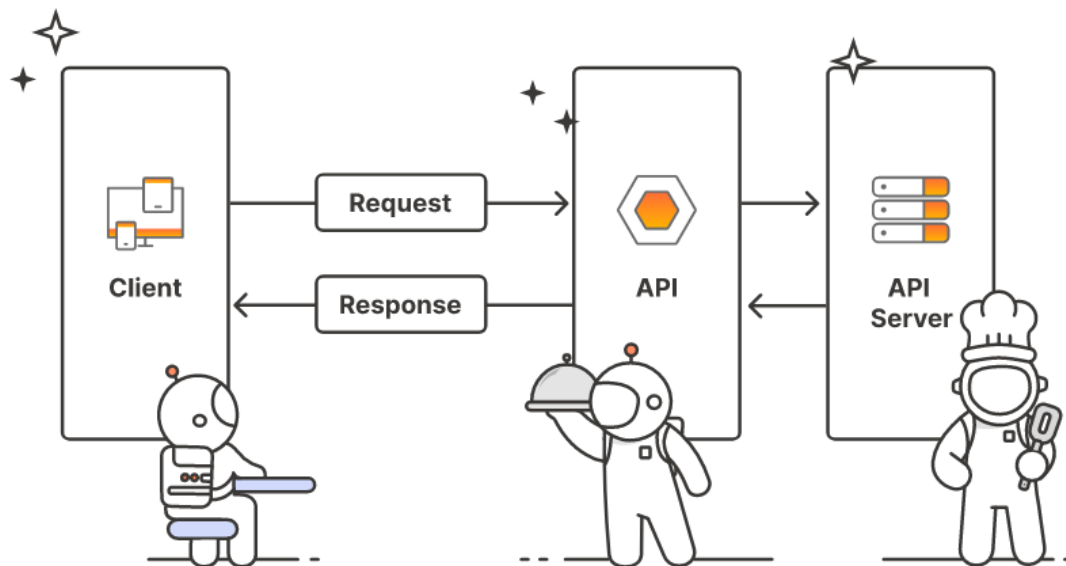 Request
Response
Client
API
API
Server